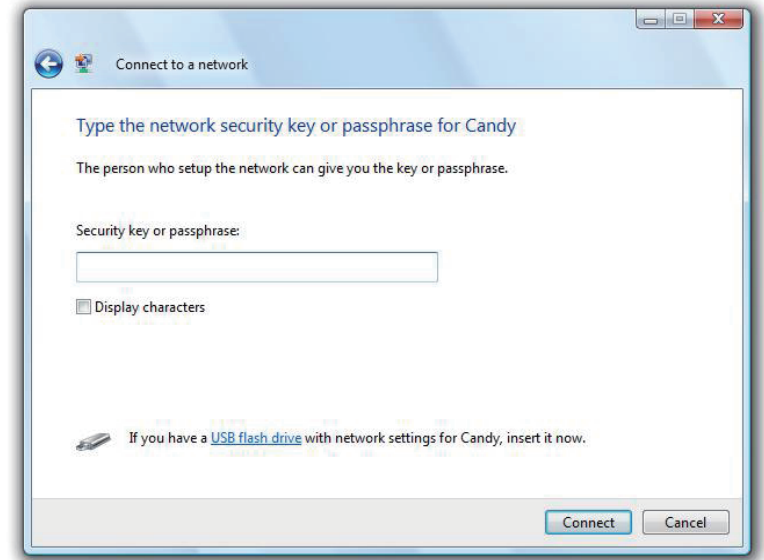 Connect to a network
Type the network security key or passphrase for Candy
The person who setup the network can give you the key or passphrase.
Security key or passphrase:
Display characters
If you have a USB flash drive with network settings for Candy, insert it now.
Connect Cancel